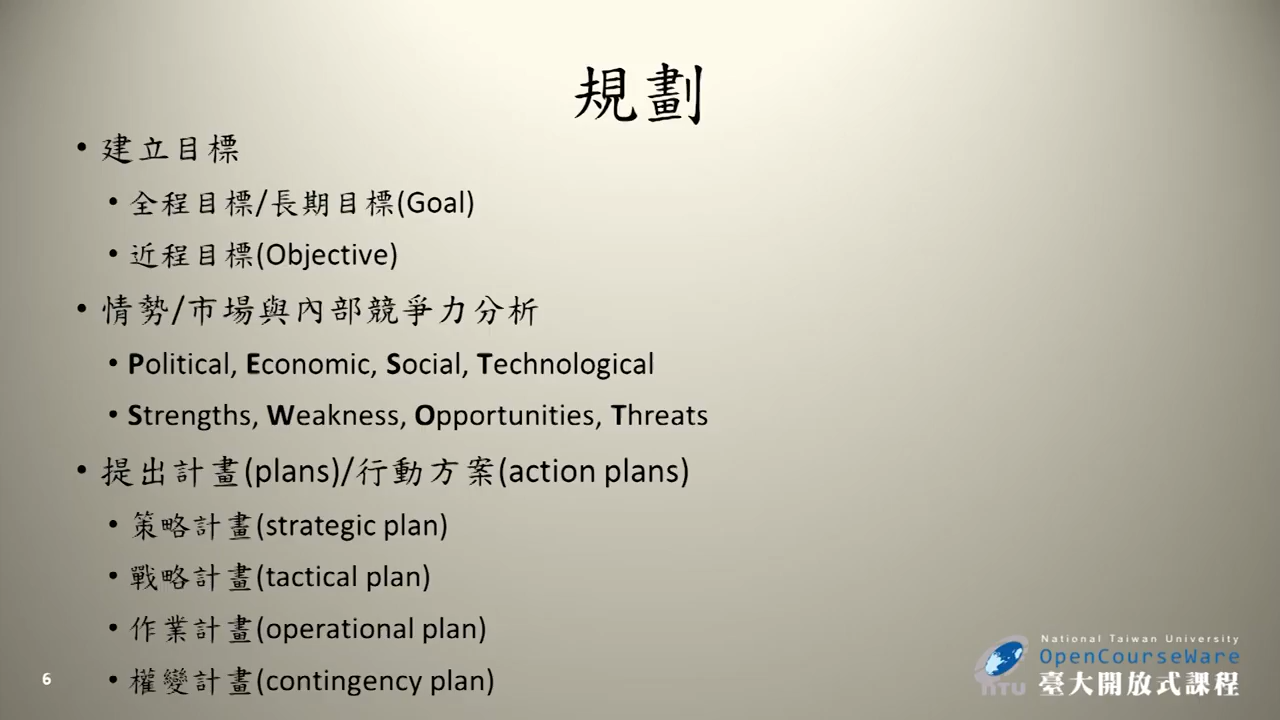 規劃
• 建立目標
• 全程目標/長期目標(Goal)
• 近程目標(Objective)
• 情勢/市場與內部競爭力分析
• Political, Economic, Social, Technological
• Strengths, Weakness, Opportunities, Threats
• 提出計畫(plans)/行動方案(action plans)
• 策略計畫(strategic plan)
• 戰略計畫(tactical plan)
• 作業計畫(operational plan)
• 權變計畫(contingency plan)
6
National Taiwan University
OpenCourseWare
臺大開放式課程
NTU